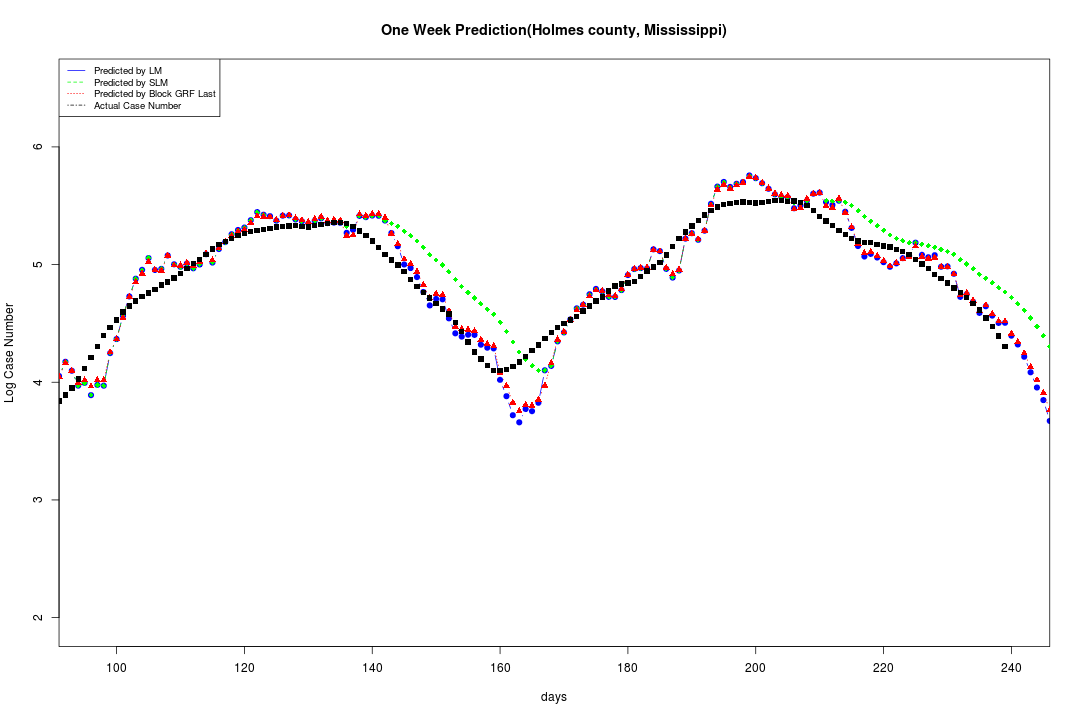 One Week Prediction(Holmes county, Mississippi)
Predicted by LM
Predicted by SLM
Predicted by Block GRF Last
Actual Case Number
6
5
4
3
2
Log Case Number
100 120 140 160 180 200 220 240
days